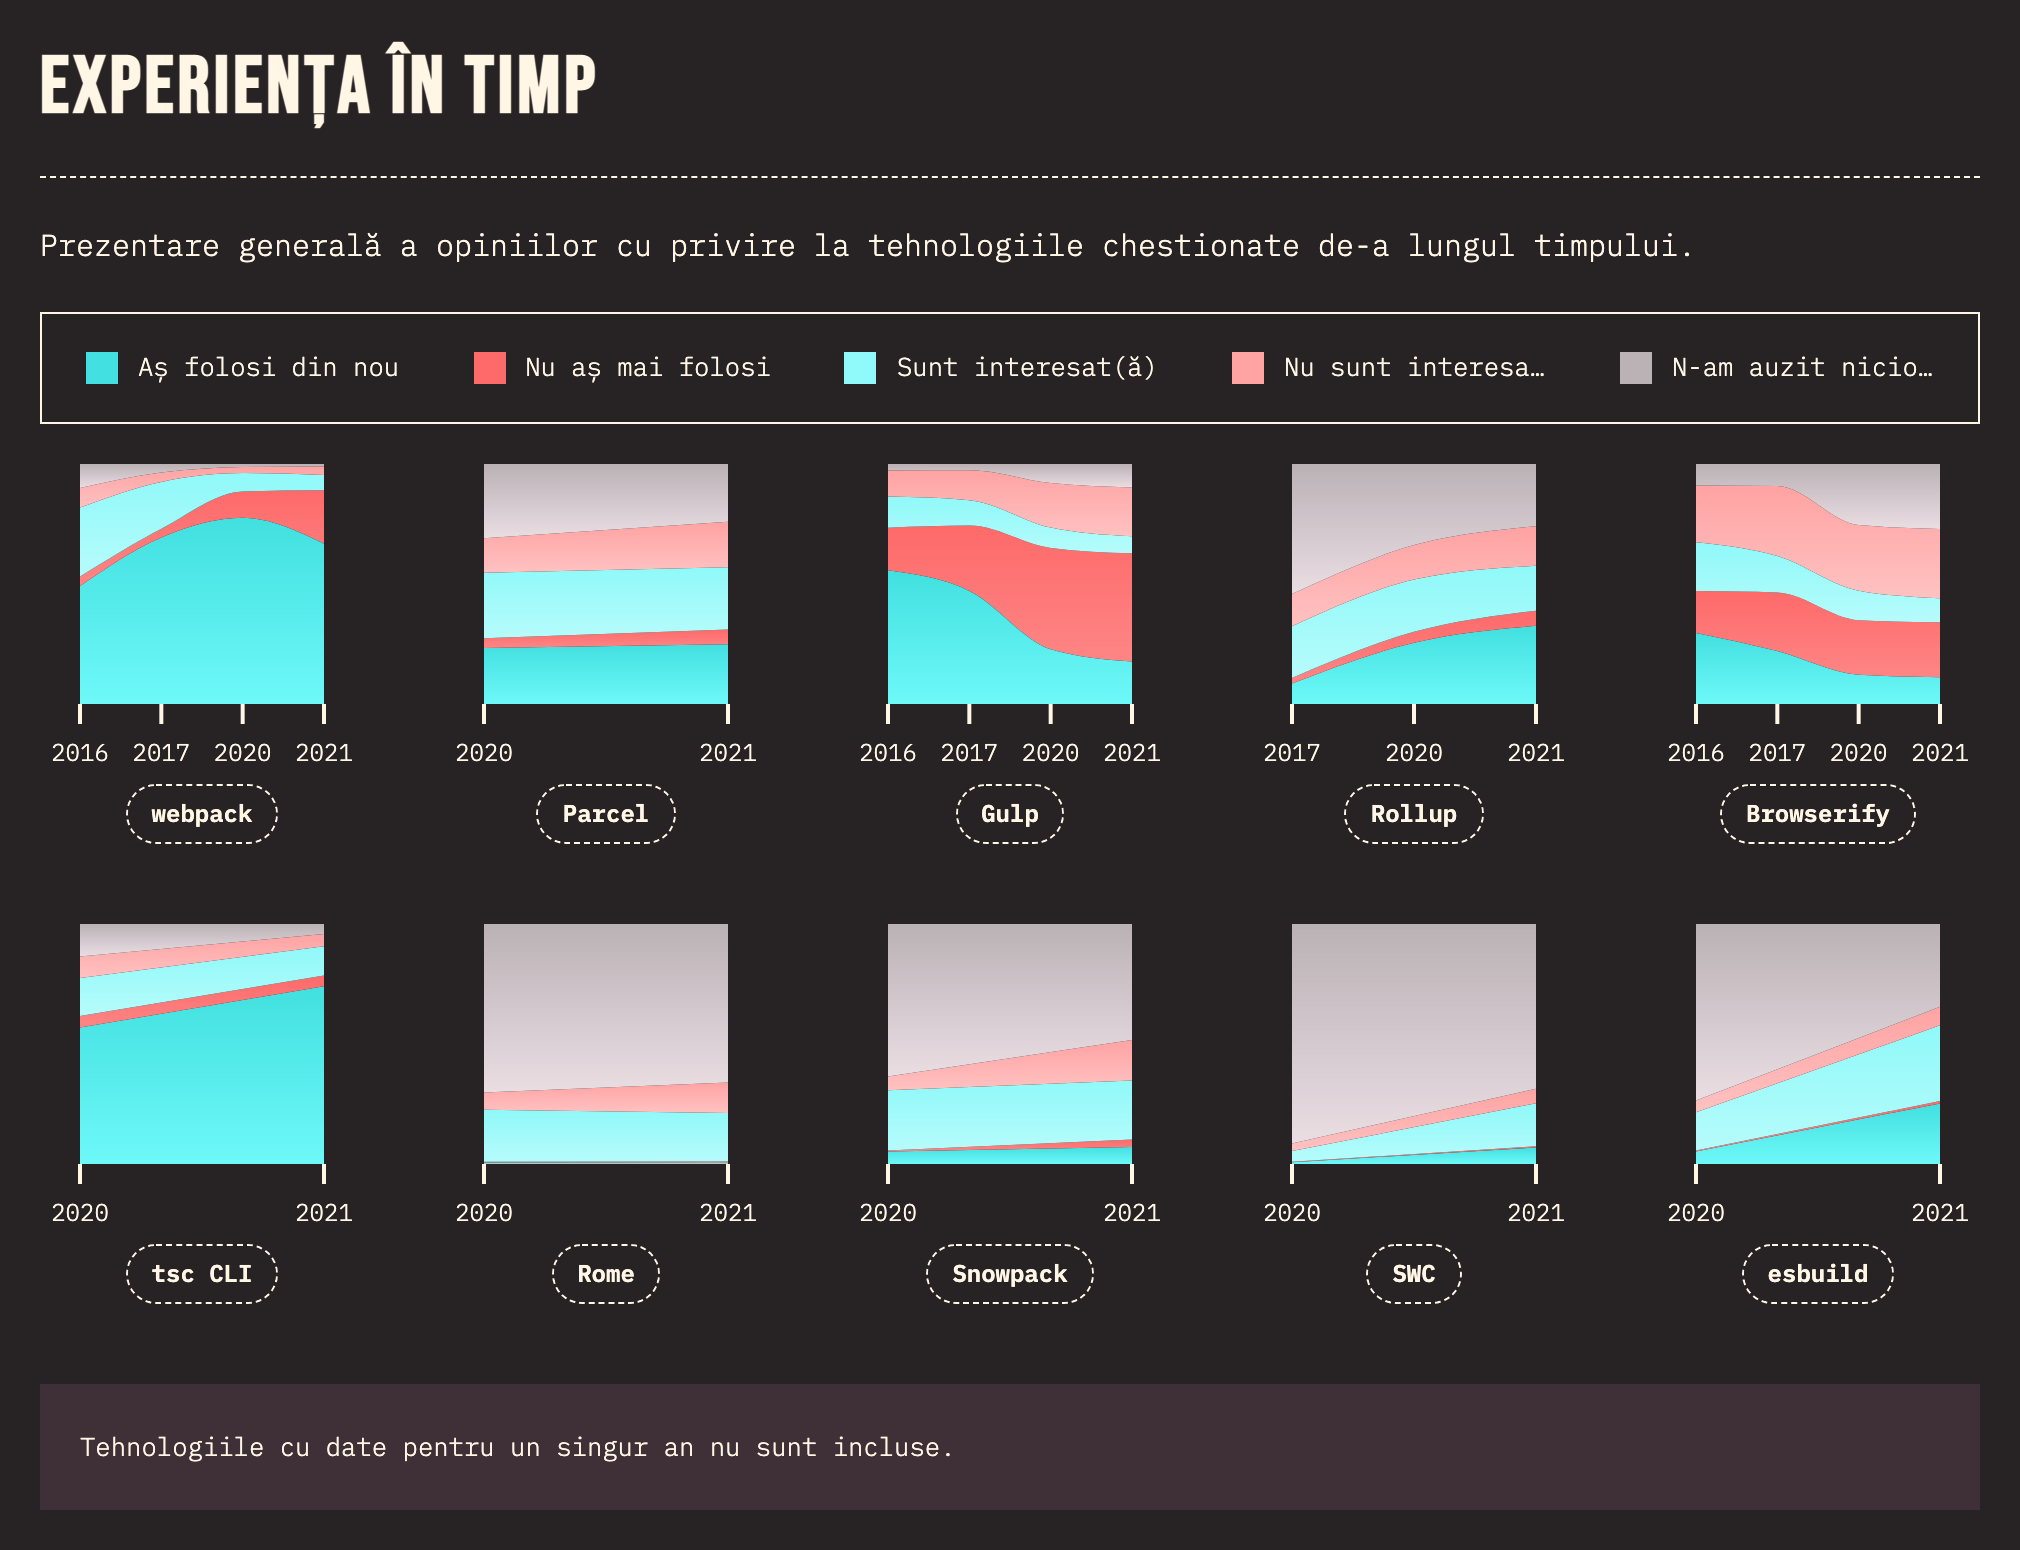 EXPERIENȚA ÎN TIMP
Prezentare generală a opiniilor cu privire la tehnologiile chestionate de-a lungul timpului.
Aș folosi din nou Nu aș mai folosi Sunt interesat(ă) Nu sunt interesa… N-am auzit nicio…
2016 2017 2020 2021 2020 2021 2016 2017 2020 2021 2017 2020 2021 2016 2017 2020 2021
webpack Parcel Gulp Rollup Browserify
2020 2021 2020 2021 2020 2021 2020 2021 2020 2021
tsc CLI Rome Snowpack SWC esbuild
Tehnologiile cu date pentru un singur an nu sunt incluse.